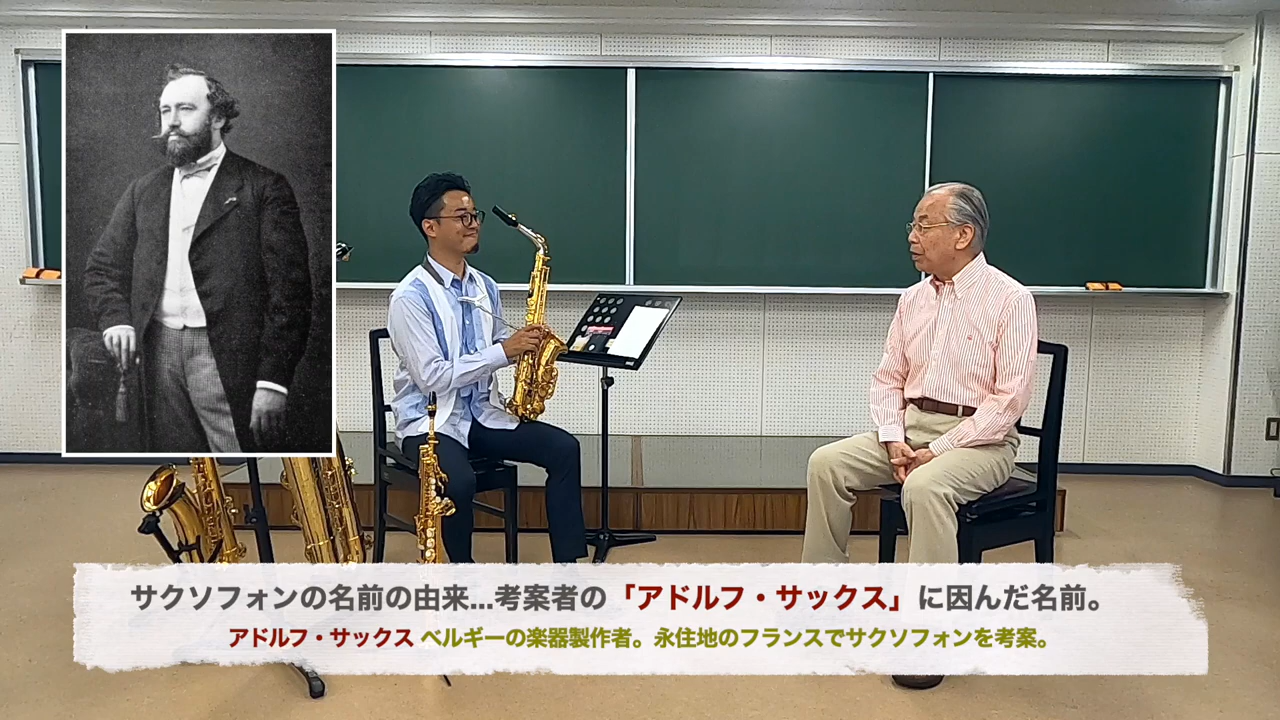 サクソフォンの名前の由来...考案者の「アドルフ・サックス」に因んだ名前。
アドルフ・サックス ベルギーの楽器製作者。永住地のフランスでサクソフォンを考案。